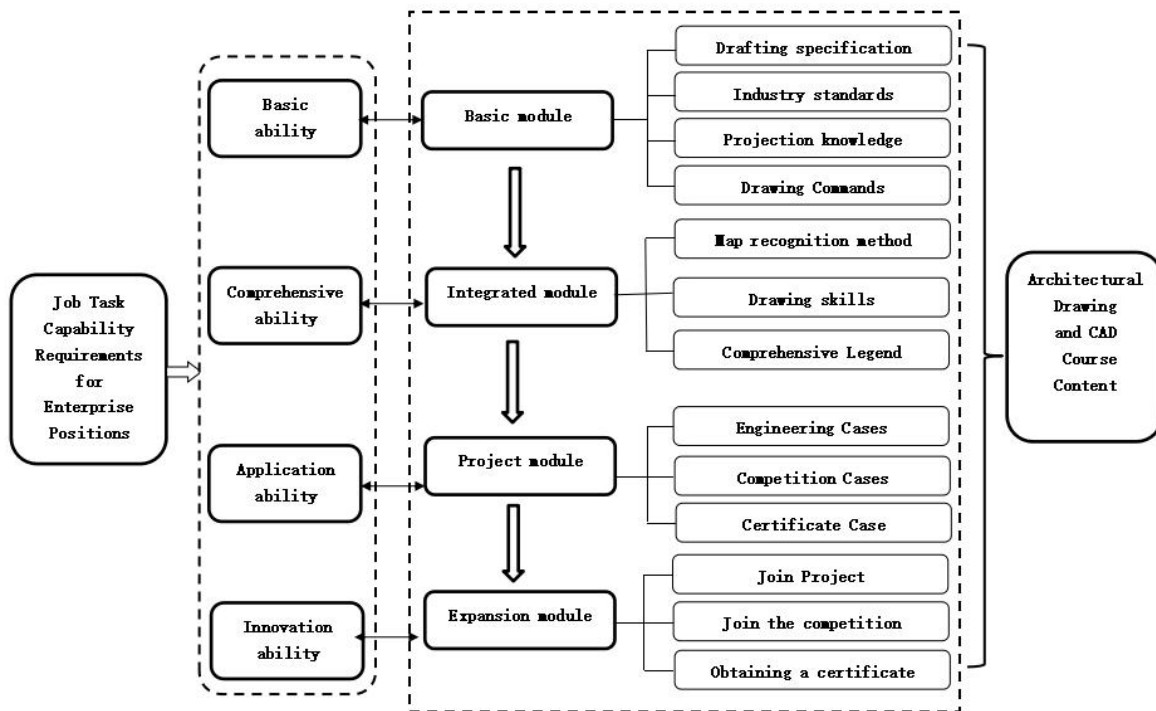 Job Task
Capability
Requirements
for
Enterprise
Positions
Basic
ability
Comprehensive
ability
Application
ability
Innovation
ability
Basic module
Integrated module
Project module
Expansion module
Drafting specification
Industry standards
Projection knowledge
Drawing Commands
Map recognition method
Drawing skills
Comprehensive Legend
Engineering Cases
Competition Cases
Certificate Case
Join Project
Join the competition
Obtaining a certificate
Architectural
Drawing
and CAD
Course
Content